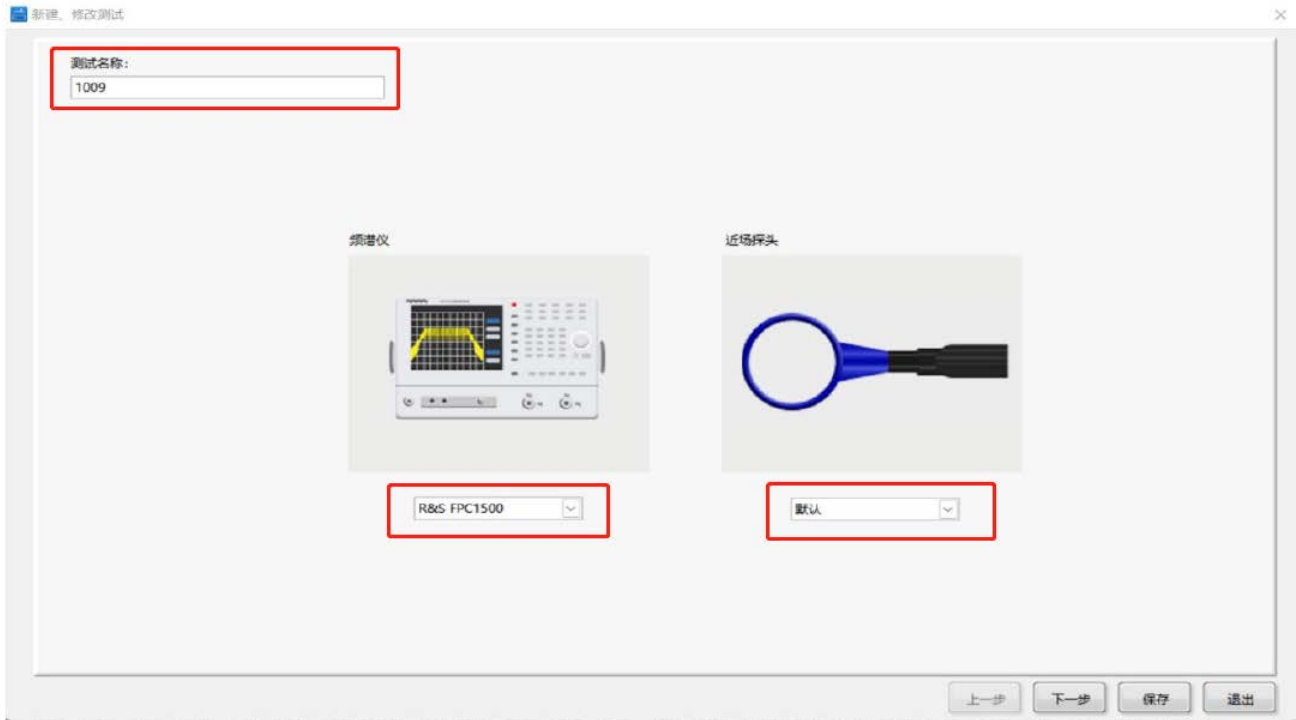 新建、修改测试
测试名称：
1009
频谱仪
近场探头
R&S FPC1500
默认
上一步
下一步
保存
退出